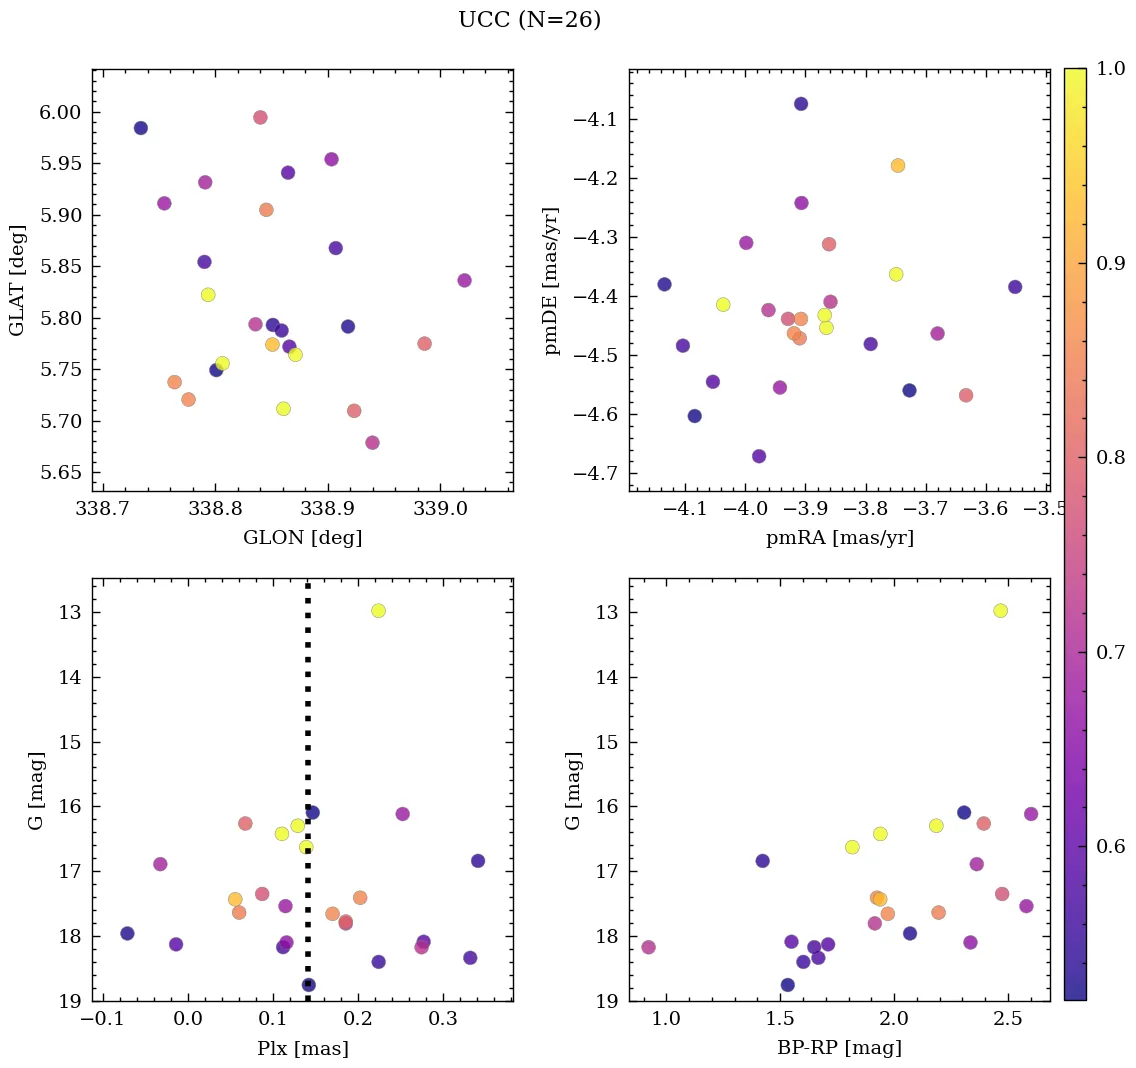 UCC (N=26)
6.00
5.95
5.90
5.85
5.80
5.75
5.70
5.65
GLAT [deg]
338.7 338.8 338.9 339.0
GLON [deg]
−4.1
−4.2
−4.3
−4.4
−4.5
−4.6
−4.7
pmDE [mas/yr]
−4.1 −4.0 −3.9 −3.8 −3.7 −3.6 −3.5
pmRA [mas/yr]
13
14
15
16
17
18
19
G [mag]
−0.1 0.0 0.1 0.2 0.3
Plx [mas]
13
14
15
16
17
18
19
G [mag]
1.0 1.5 2.0 2.5
BP-RP [mag]
1.0
0.9
0.8
0.7
0.6